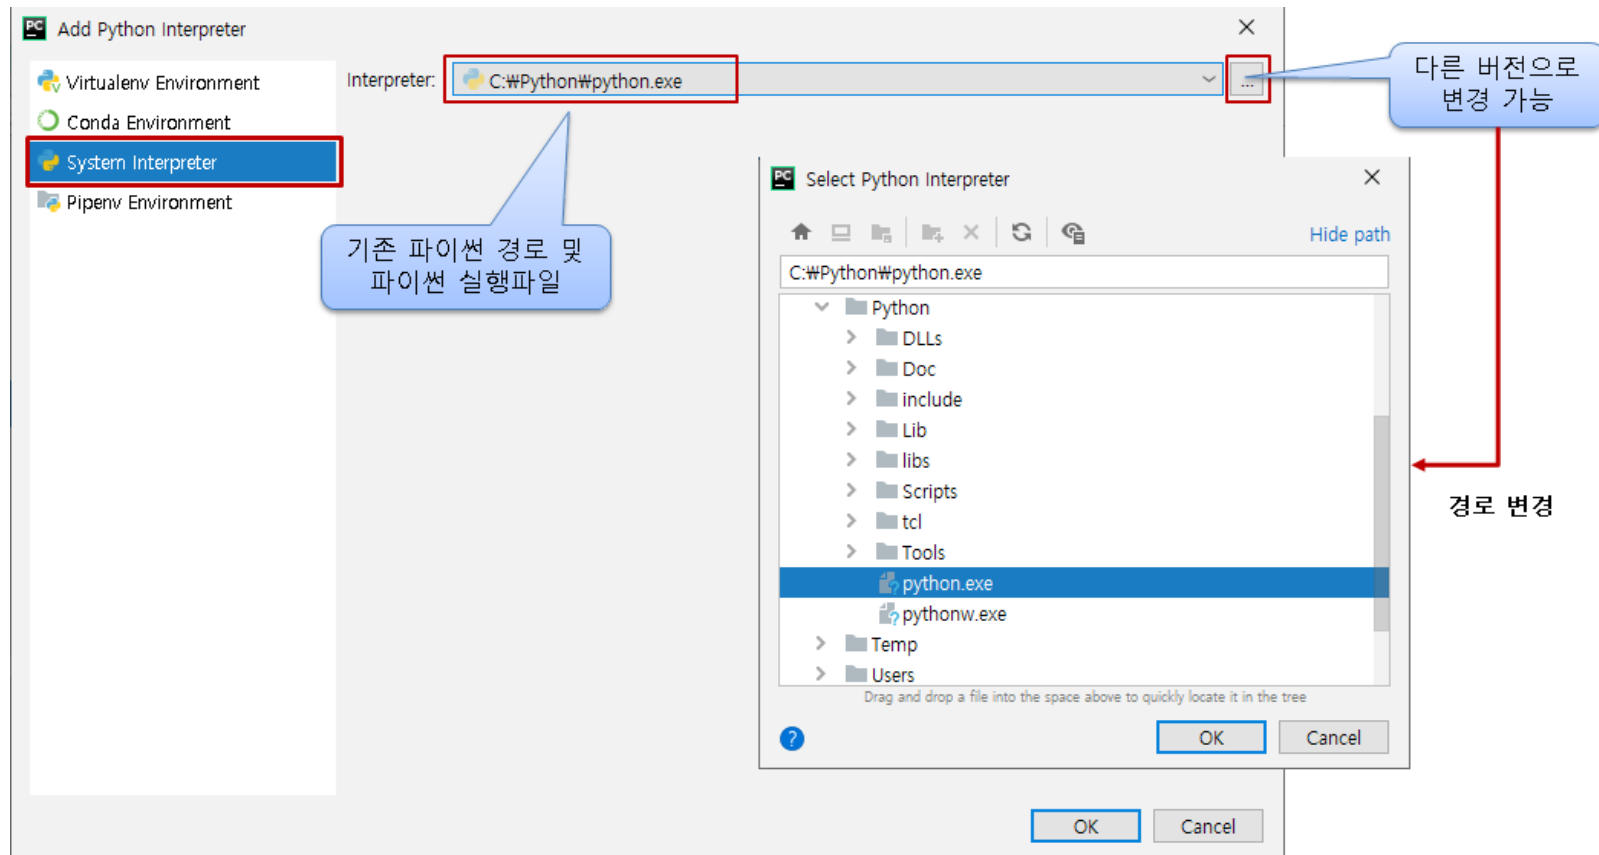 Add Python Interpreter
Virtualenv Environment
Conda Environment
System Interpreter
Pipenv Environment
Interpreter:
C:₩Python₩python.exe
...
다른 버전으로
변경 가능
기존 파이썬 경로 및
파이썬 실행파일
Select Python Interpreter
Hide path
C:₩Python₩python.exe
Python
DLLs
Doc
include
Lib
libs
Scripts
tcl
Tools
python.exe
pythonw.exe
Temp
Users
Drag and drop a file into the space above to quickly locate it in the tree
?
OK
Cancel
경로 변경
OK
Cancel